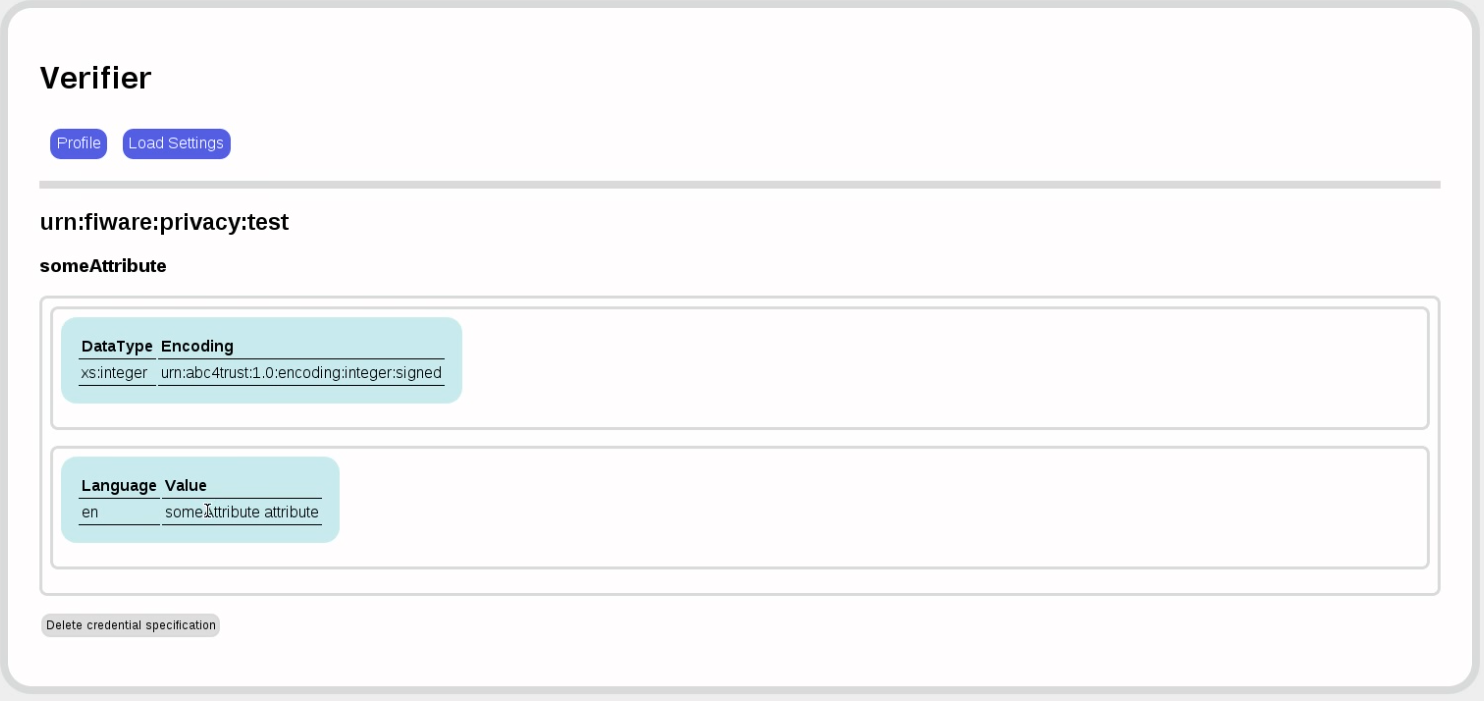 Verifier
Profile Load Settings
urn:fiware:privacy:test
someAttribute
DataType Encoding
xs:integer urn:abc4trust:1.0:encoding:integer:signed
Language Value
en someAttribute attribute
Delete credential specification